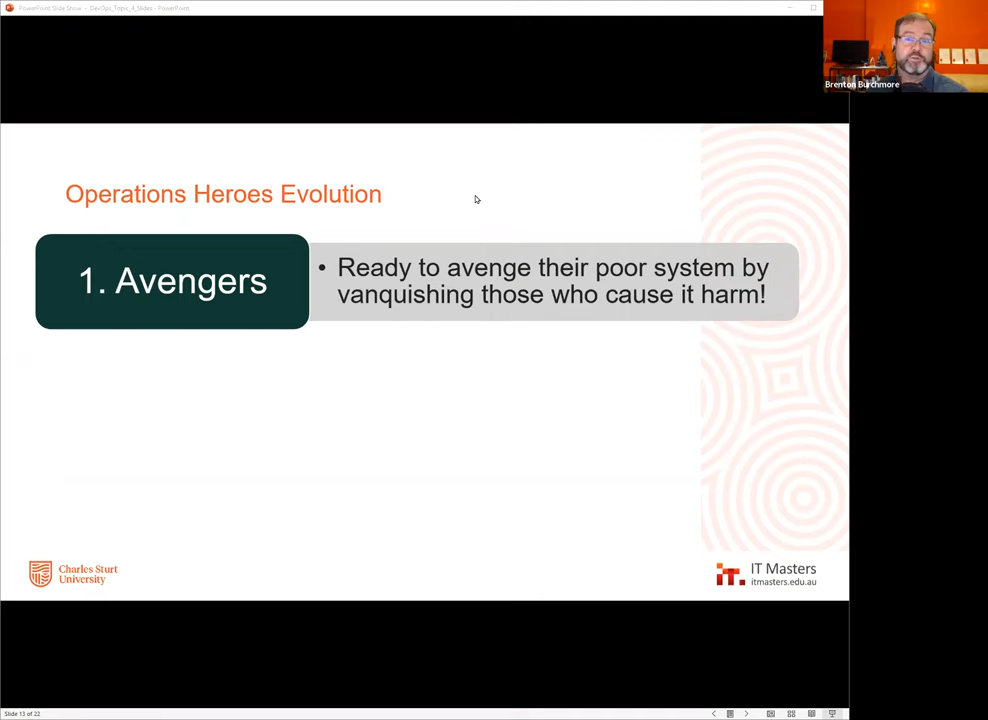 PowerPoint Slide Show - DevOps_Topic_4_Slides - PowerPoint
Brenton Burchmore
Operations Heroes Evolution
1. Avengers
• Ready to avenge their poor system by
vanquishing those who cause it harm!
Charles Sturt
University
IT Masters
itmasters.edu.au
Slide 13 of 22